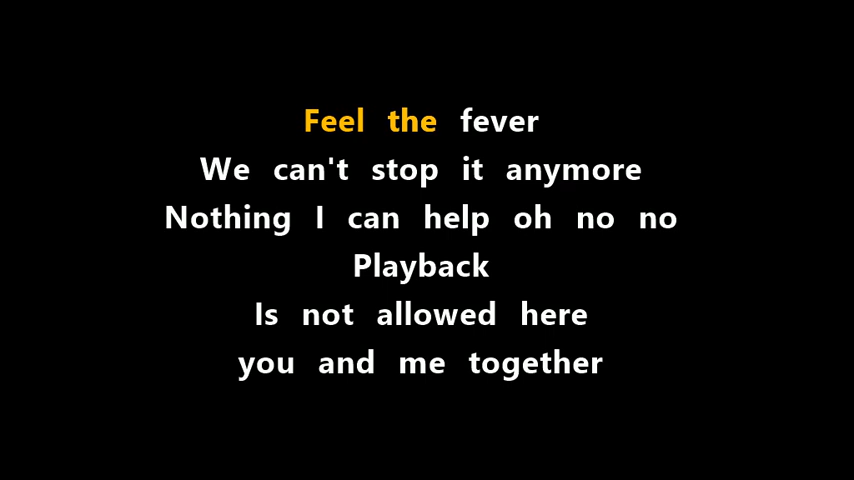 Feel the fever
We can't stop it anymore
Nothing I can help oh no no
Playback
Is not allowed here
you and me together